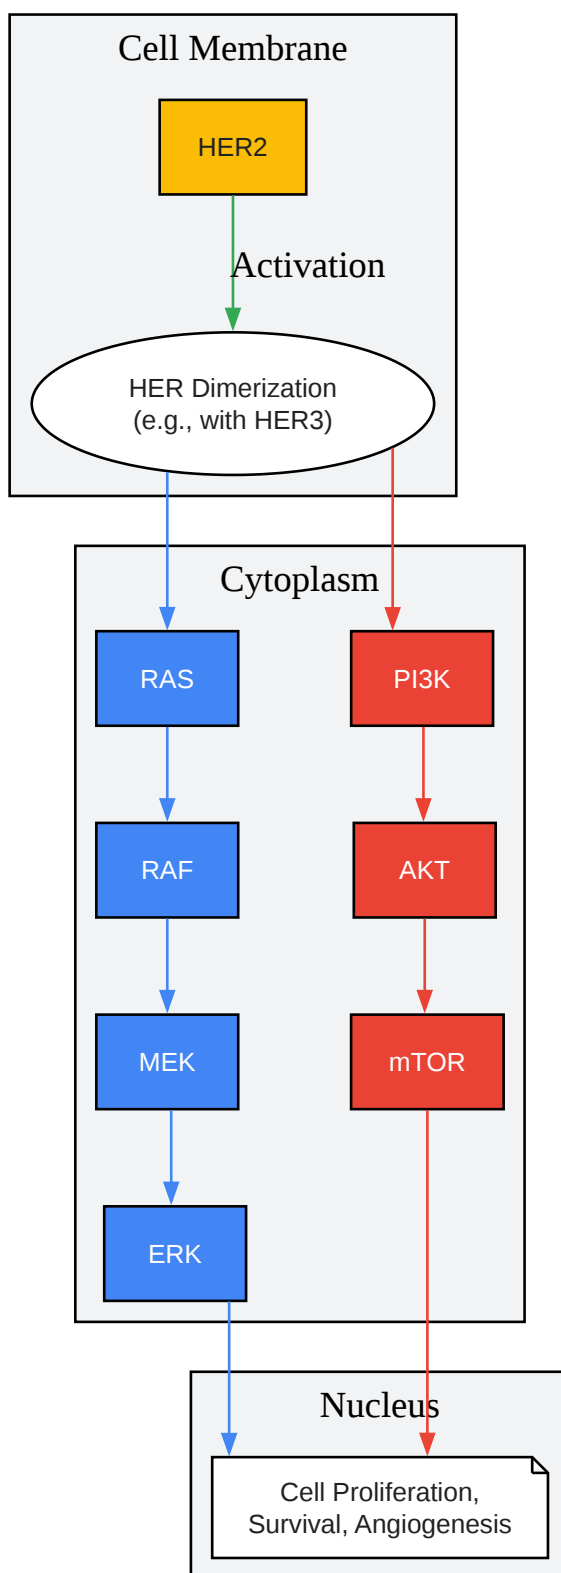 Cell Membrane
HER2
Activation
HER Dimerization
(e.g., with HER3)
Cytoplasm
RAS
PI3K
RAF
AKT
MEK
mTOR
ERK
Nucleus
Cell Proliferation,
Survival, Angiogenesis